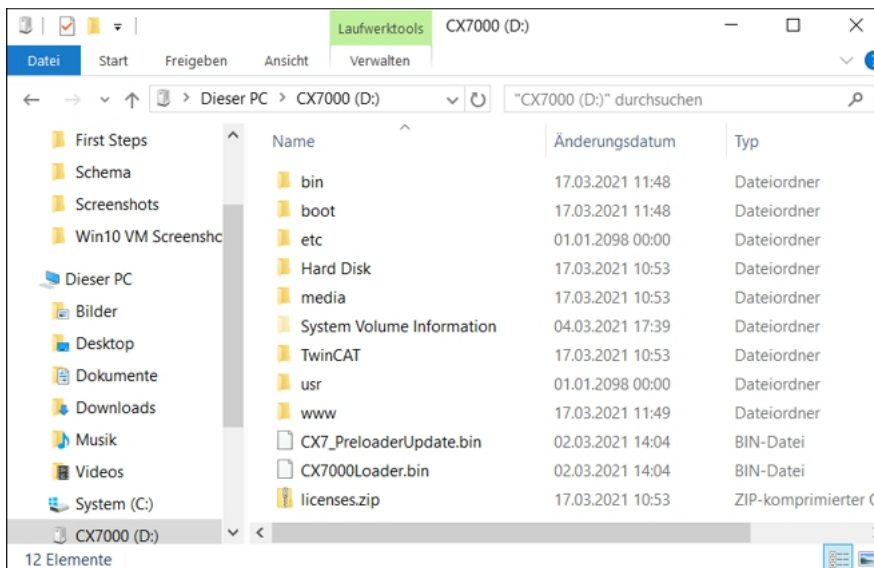 Laufwerktools CX7000 (D:)
Datei Start Freigeben Ansicht Verwalten
Dieser PC > CX7000 (D:) "CX7000 (D:)" durchsuchen
First Steps
Schema
Screenshots
Win10 VM Screenshc
Dieser PC
Bilder
Desktop
Dokumente
Downloads
Musik
Videos
System (C:)
CX7000 (D:)
Name Änderungsdatum Typ
bin 17.03.2021 11:48 Dateiordner
boot 17.03.2021 11:48 Dateiordner
etc 01.01.2098 00:00 Dateiordner
Hard Disk 17.03.2021 10:53 Dateiordner
media 17.03.2021 10:53 Dateiordner
System Volume Information 04.03.2021 17:39 Dateiordner
TwinCAT 17.03.2021 10:53 Dateiordner
usr 01.01.2098 00:00 Dateiordner
www 17.03.2021 11:49 Dateiordner
CX7_PreloaderUpdate.bin 02.03.2021 14:04 BIN-Datei
CX7000Loader.bin 02.03.2021 14:04 BIN-Datei
licenses.zip 17.03.2021 10:53 ZIP-komprimierter
12 Elemente